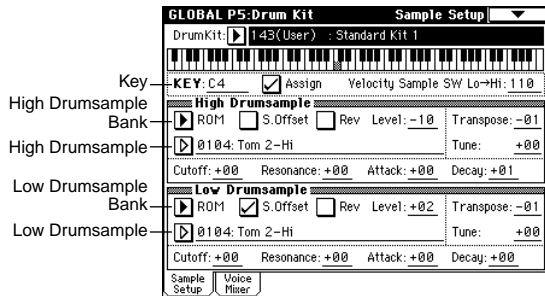 GLOBAL P5:Drum Kit Sample Setup
DrumKit: 143(User) : Standard Kit 1
Key
KEY: C4 Assign Velocity Sample SW Lo→Hi: 110
High Drumsample Bank
High Drumsample
ROM S.Offset Rev Level: -10 Transpose: -01
High Drumsample
0104: Tom 2-Hi Tune: +00
Cutoff: +00 Resonance: +00 Attack: +00 Decay: +01
Low Drumsample Bank
Low Drumsample
ROM S.Offset Rev Level: +02 Transpose: -01
Low Drumsample
0104: Tom 2-Hi Tune: +00
Cutoff: +00 Resonance: +00 Attack: +00 Decay: +00
Sample Setup Voice Mixer